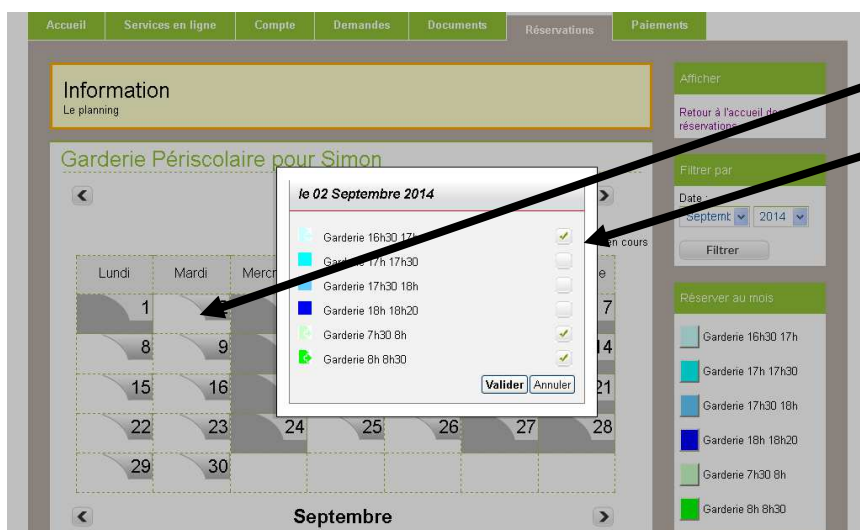 Accueil Services en ligne Compte Demandes Documents Réservations Paiements
Information
Le planning
Afficher
Retour à l'accueil des
réservations
Garderie Périscolaire pour Simon
Filtrer par
Date :
Septemb 2014
Filtrer
en cours
le 02 Septembre 2014
Garderie 16h30 17h
Garderie 17h 17h30
Garderie 17h30 18h
Garderie 18h 18h20
Garderie 7h30 8h
Garderie 8h 8h30
Valider Annuler
Lundi Mardi Mercr e
1 7
8 9 14
15 16 21
22 23 24 25 26 27 28
29 30
Septembre
Réserver au mois
Garderie 16h30 17h
Garderie 17h 17h30
Garderie 17h30 18h
Garderie 18h 18h20
Garderie 7h30 8h
Garderie 8h 8h30